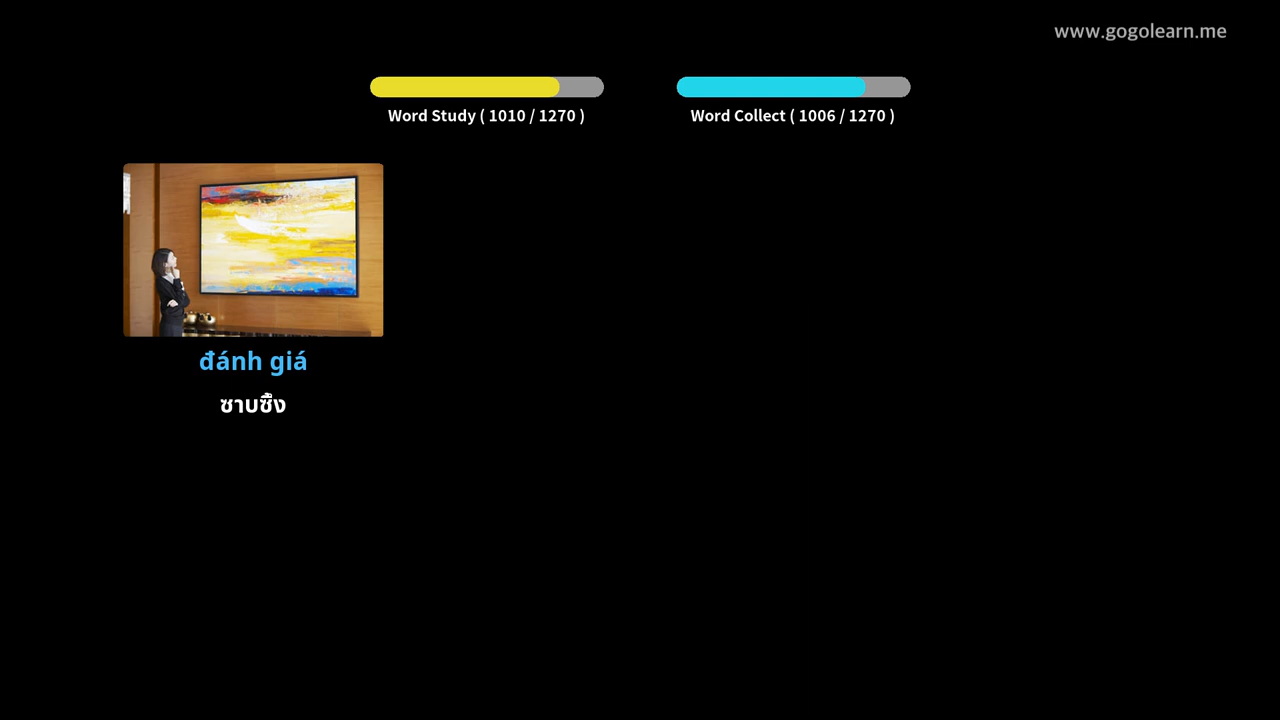 www.gogolearn.me
Word Study ( 1010 / 1270 )
Word Collect ( 1006 / 1270 )
đánh giá
ซาบซึ้ง